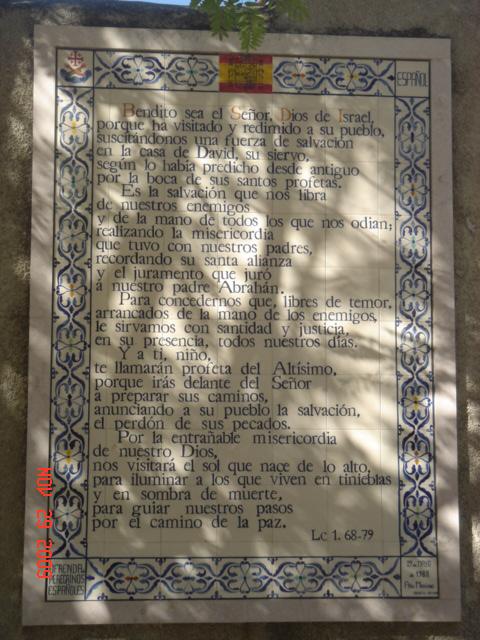 ESPAÑOL
Bendito sea el Señor, Dios de Israel,
porque ha visitado y redimido a su pueblo,
suscitándonos una fuerza de salvación
en la casa de David, su siervo,
según lo había predicho desde antiguo
por la boca de sus santos profetas.
Es la salvación que nos libra
de nuestros enemigos
y de la mano de todos los que nos odian;
realizando la misericordia
que tuvo con nuestros padres,
recordando su santa alianza
y el juramento que juró
a nuestro padre Abrahán.
Para concedernos que, libres de temor,
arrancados de la mano de los enemigos,
le sirvamos con santidad y justicia,
en su presencia, todos nuestros días.
Y a ti, niño,
te llamarán profeta del Altísimo,
porque irás delante del Señor
a preparar sus caminos,
anunciando a su pueblo la salvación,
el perdón de sus pecados.
Por la entrañable misericordia
de nuestro Dios,
nos visitará el sol que nace de lo alto,
para iluminar a los que viven en tinieblas
y en sombra de muerte,
para guiar nuestros pasos
por el camino de la paz.
Lc 1. 68-79
OFRENDA
PEREGRINOS
ESPAÑOLES
de 1988
NOV 29 2009